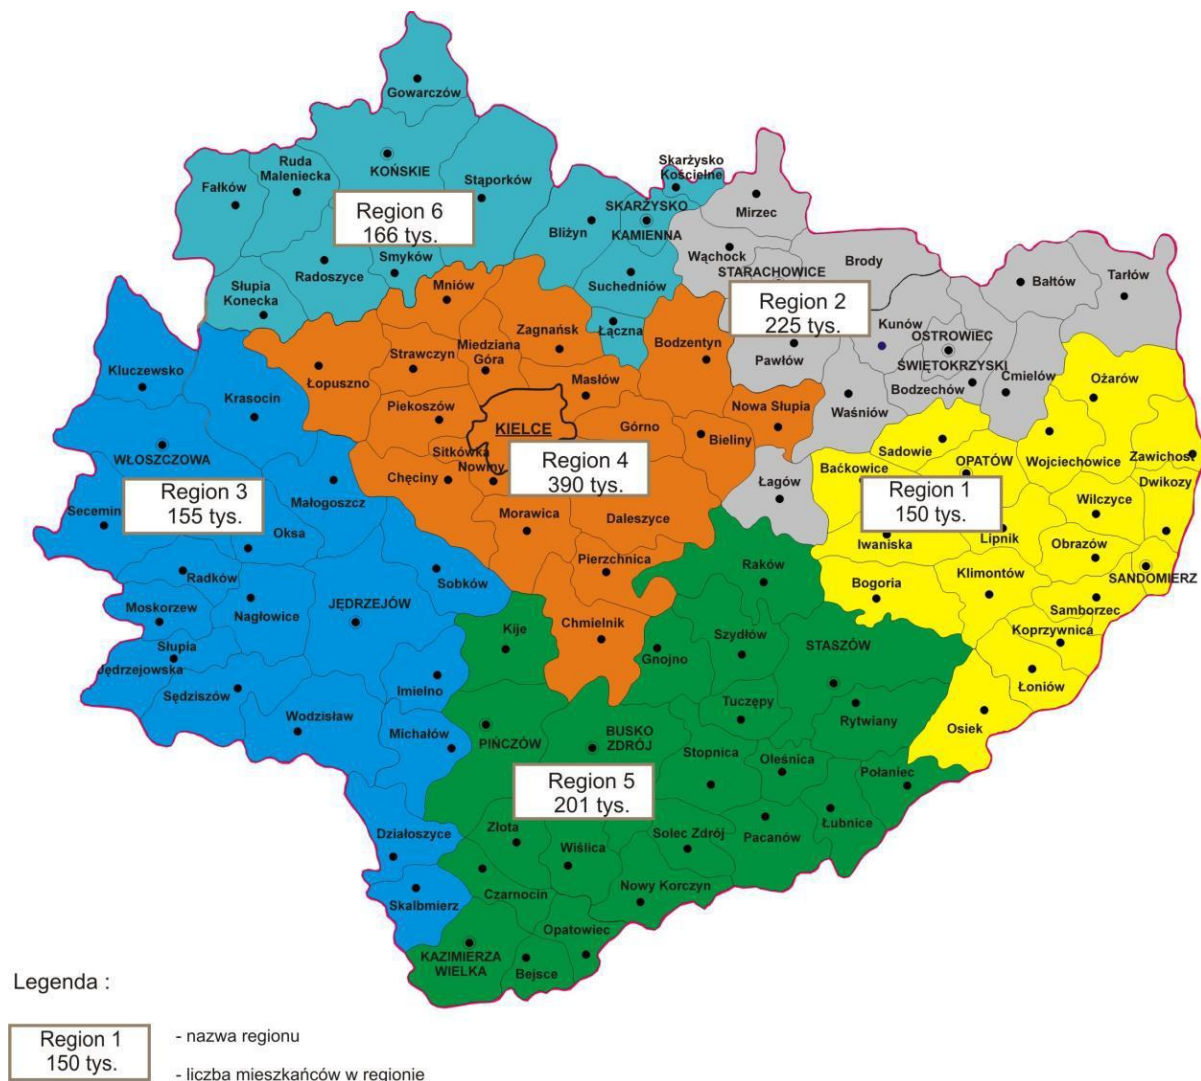 Gowarczów
Ruda
Maleniecka
KOŃSKIE
Fałków
Stąporków
Skarżysko
Kościelne
SKARŻYSKO
KAMIENNA
Region 6
166 tys.
Bliżyn
Mirzec
Wąchock
STARACHOWICE
Brody
Radoszyce
Smyków
Suchedniów
Słupia
Konecka
Mniów
Łączna
Region 2
225 tys.
Bałtów
Tarłów
Kunów
OSTROWIEC
ŚWIĘTOKRZYSKI
Kluczewsko
Łopuszno
Strawczyn
Miedziana
Góra
Zagnańsk
Bodzentyn
Pawłów
Bodzechów
Ćmielów
Ożarów
Krasocin
Piekoszów
Masłów
Nowa Słupia
Waśniów
KIELCE
Górno
Bieliny
WŁOSZCZOWA
Sitkówka
Nowiny
Chęciny
Region 4
390 tys.
Sadowie
OPATÓW
Wojciechowice
Zawichost
Baćkowice
Dwikozy
Region 3
155 tys.
Małogoszcz
Łagów
Region 1
150 tys.
Wilczyce
Secemin
Oksa
Morawica
Daleszyce
Iwaniska
Lipnik
Obrazów
Radków
Sobków
Pierzchnica
Raków
Bogoria
Klimontów
SANDOMIERZ
Moskorzew
Nagłowice
JĘDRZEJÓW
Samborzec
Słupia
Jędrzejowska
Kije
Chmielnik
Gnojno
Szydłów
STASZÓW
Koprzywnica
Łoniów
Sędziszów
Imielno
Wodzisław
Michałów
PIŃCZÓW
BUSKO
ZDRÓJ
Tuczępy
Rytwiany
Osiek
Stopnica
Oleśnica
Połaniec
Region 5
201 tys.
Działoszyce
Złota
Wiślica
Solec Zdrój
Pacanów
Łubnice
Skalbmierz
Czarnocin
Nowy Korczyn
KAZIMIERZA
WIELKA
Bejsce
Opatowiec
Legenda :
Region 1
150 tys.
- nazwa regionu
- liczba mieszkańców w regionie